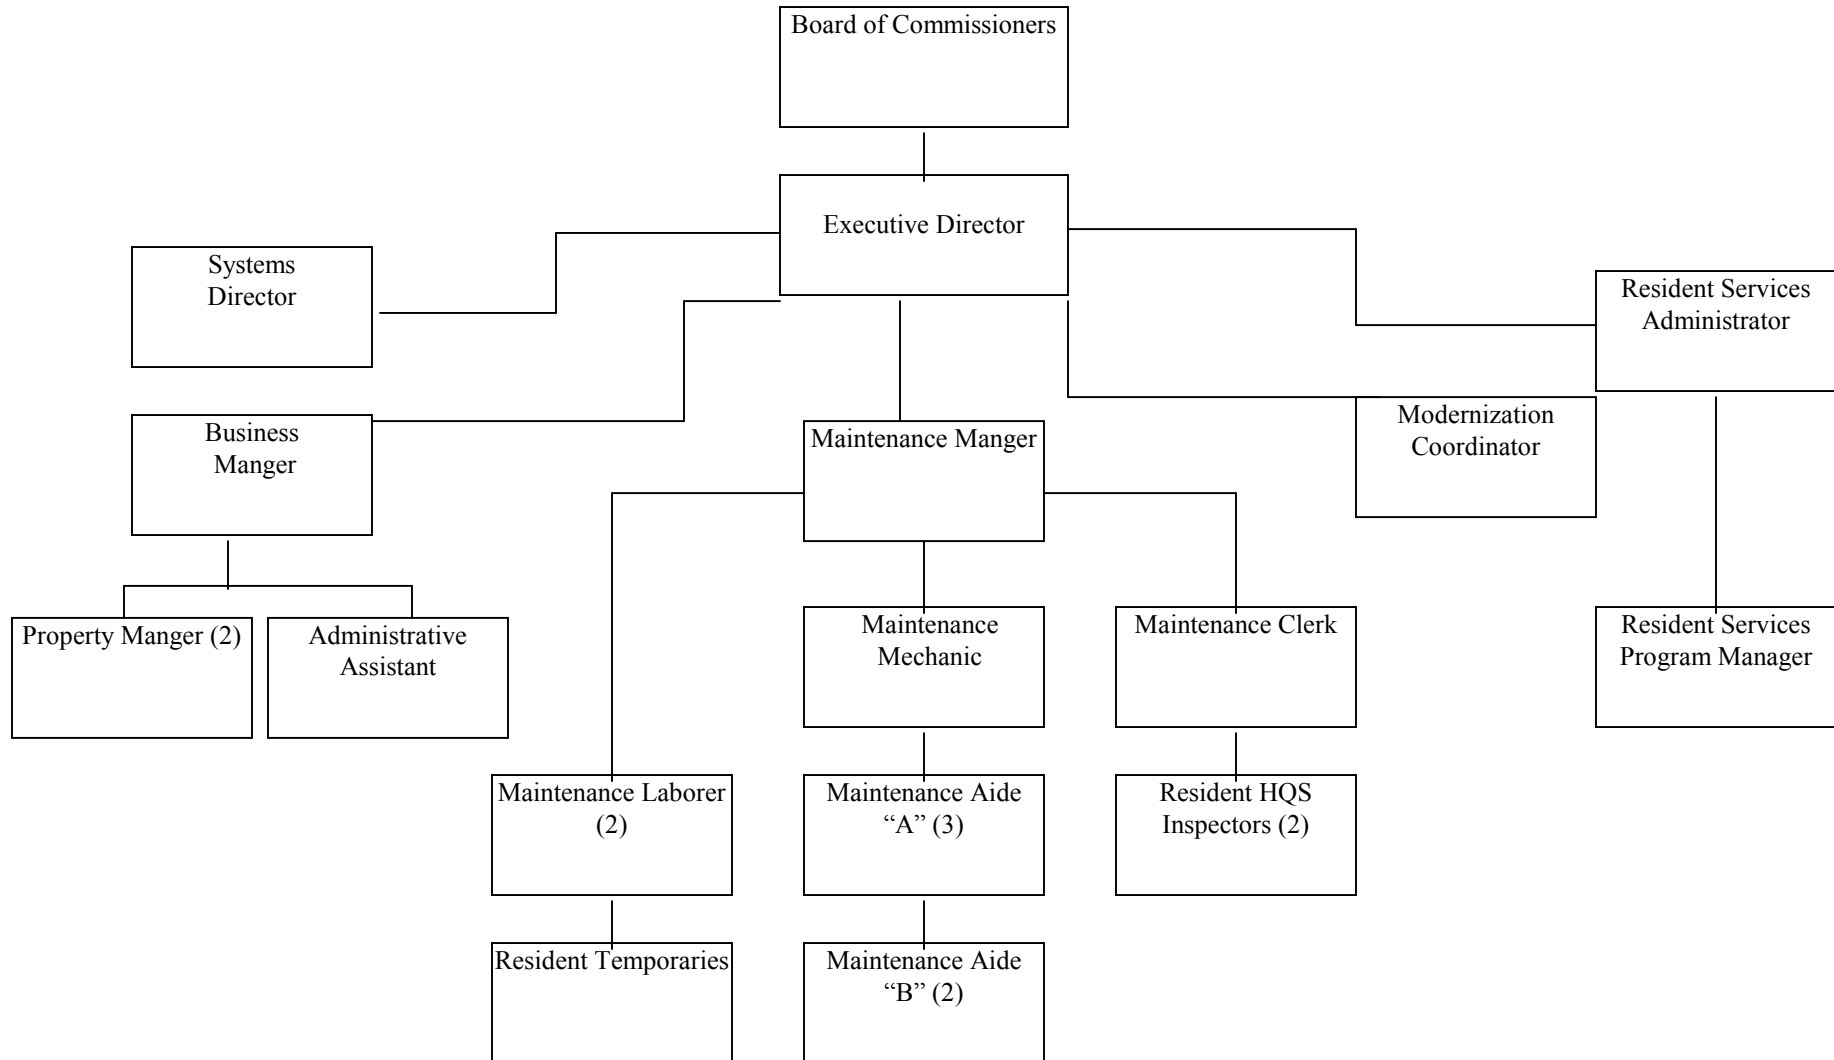 Board of Commissioners
Executive Director
Systems
Director
Resident Services
Administrator
Business
Manger
Maintenance Manger
Modernization
Coordinator
Property Manger (2)
Administrative
Assistant
Maintenance
Mechanic
Maintenance Clerk
Resident Services
Program Manager
Maintenance Laborer
(2)
Maintenance Aide
“A” (3)
Resident HQS
Inspectors (2)
Resident Temporaries
Maintenance Aide
“B” (2)